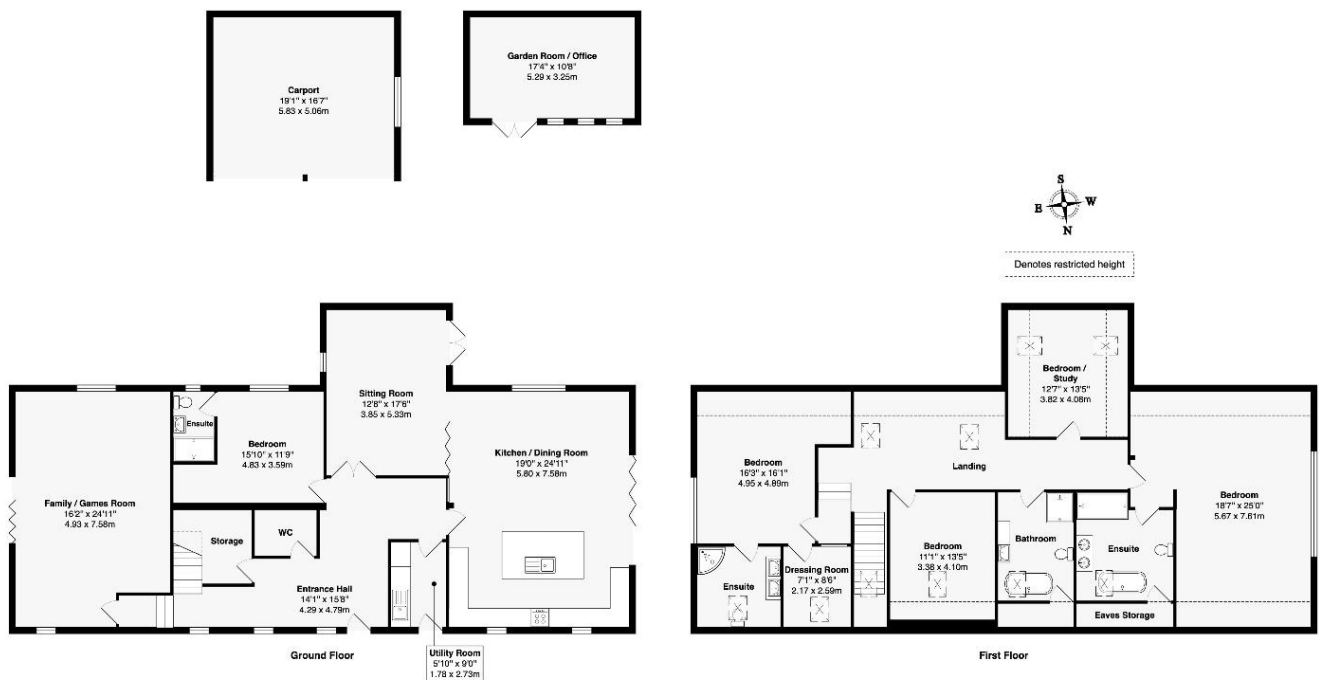 Carport
19'1" x 16'7"
5.83 x 5.06m
Garden Room / Office
17'4" x 10'8"
5.29 x 3.25m
S
E
W
N
Denotes restricted height
Sitting Room
12'8" x 17'6"
3.85 x 5.33m
Ensuite
Bedroom
15'10" x 11'9"
4.83 x 3.59m
Kitchen / Dining Room
19'0" x 24'11"
5.80 x 7.58m
Family / Games Room
16'2" x 24'11"
4.93 x 7.58m
Storage
WC
Entrance Hall
14'1" x 15'8"
4.29 x 4.79m
Utility Room
5'10" x 9'0"
1.78 x 2.73m
Ground Floor
Bedroom /
Study
12'7" x 13'5"
3.82 x 4.08m
Bedroom
16'3" x 16'1"
4.95 x 4.89m
Landing
Bedroom
18'7" x 25'0"
5.67 x 7.61m
Bedroom
11'1" x 13'5"
3.38 x 4.10m
Bathroom
Ensuite
Ensuite
Dressing Room
7'1" x 8'6"
2.17 x 2.59m
Eaves Storage
First Floor